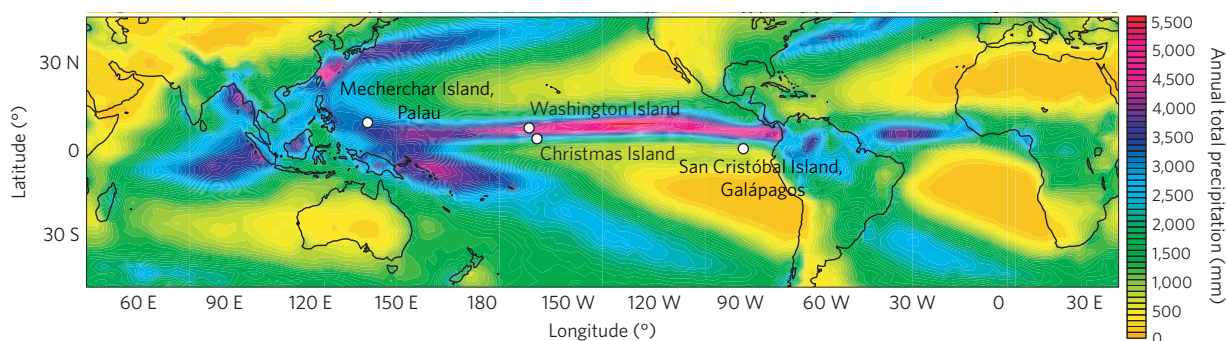 30 N
0
30 S
Latitude (°)
Mecherchar Island,
Palau
Washington Island
Christmas Island
San Cristóbal Island,
Galápagos
60 E
90 E
120 E
150 E
180
150 W
120 W
90 W
60 W
30 W
0
30 E
Longitude (°)
5,500
5,000
4,500
4,000
3,500
3,000
2,500
2,000
1,500
1,000
500
0
Annual total precipitation (mm)